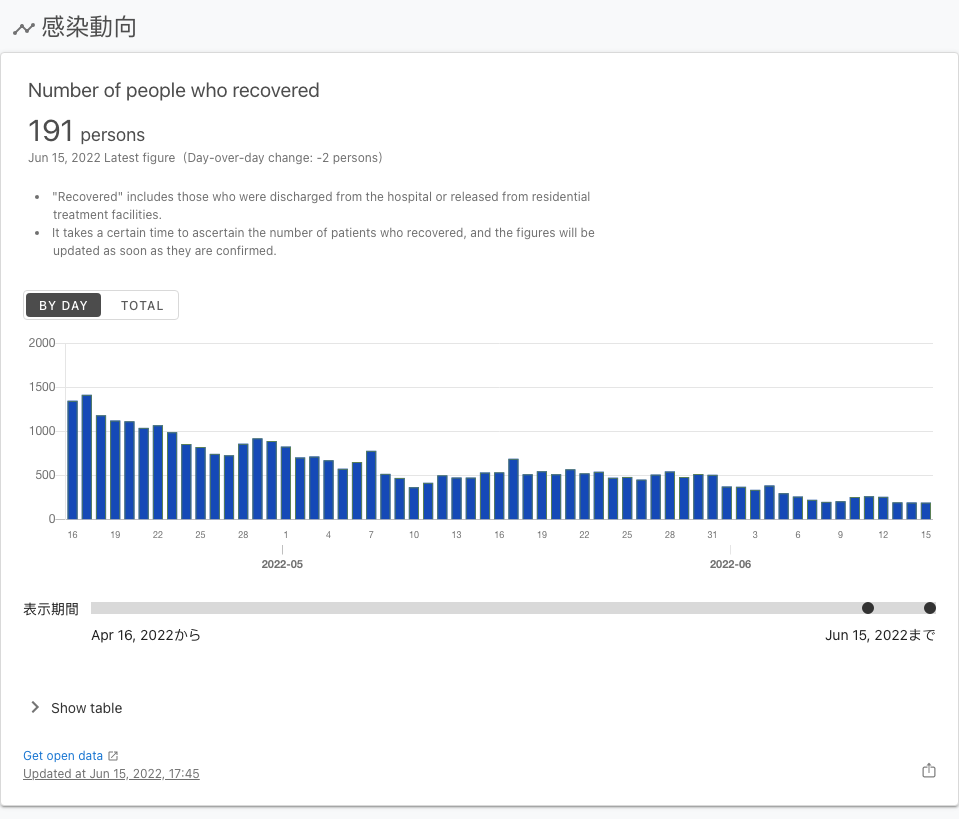 感染動向
Number of people who recovered
191 persons
Jun 15, 2022 Latest figure (Day-over-day change: -2 persons)
• "Recovered" includes those who were discharged from the hospital or released from residential
treatment facilities.
• It takes a certain time to ascertain the number of patients who recovered, and the figures will be
updated as soon as they are confirmed.
BY DAY TOTAL
2000
1500
1000
500
0
16 19 22 25 28 1 4 7 10 13 16 19 22 25 28 31 3 6 9 12 15
2022-05 2022-06
表示期間
Apr 16, 2022から Jun 15, 2022まで
Show table
Get open data
Updated at Jun 15, 2022, 17:45